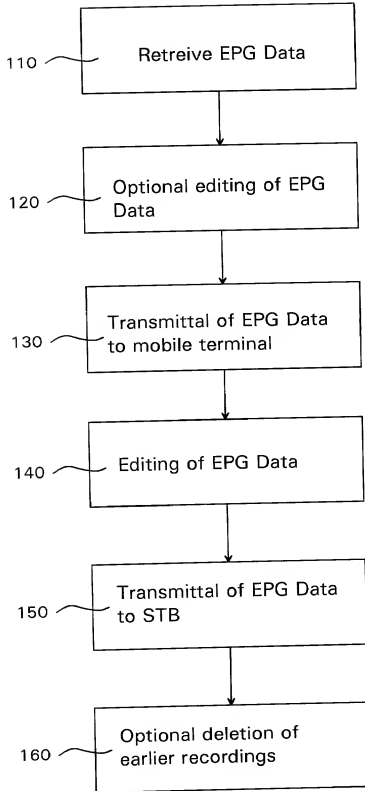 110
Retreive EPG Data
120
Optional editing of EPG
Data
130
Transmittal of EPG Data
to mobile terminal
140
Editing of EPG Data
150
Transmittal of EPG Data
to STB
160
Optional deletion of
earlier recordings